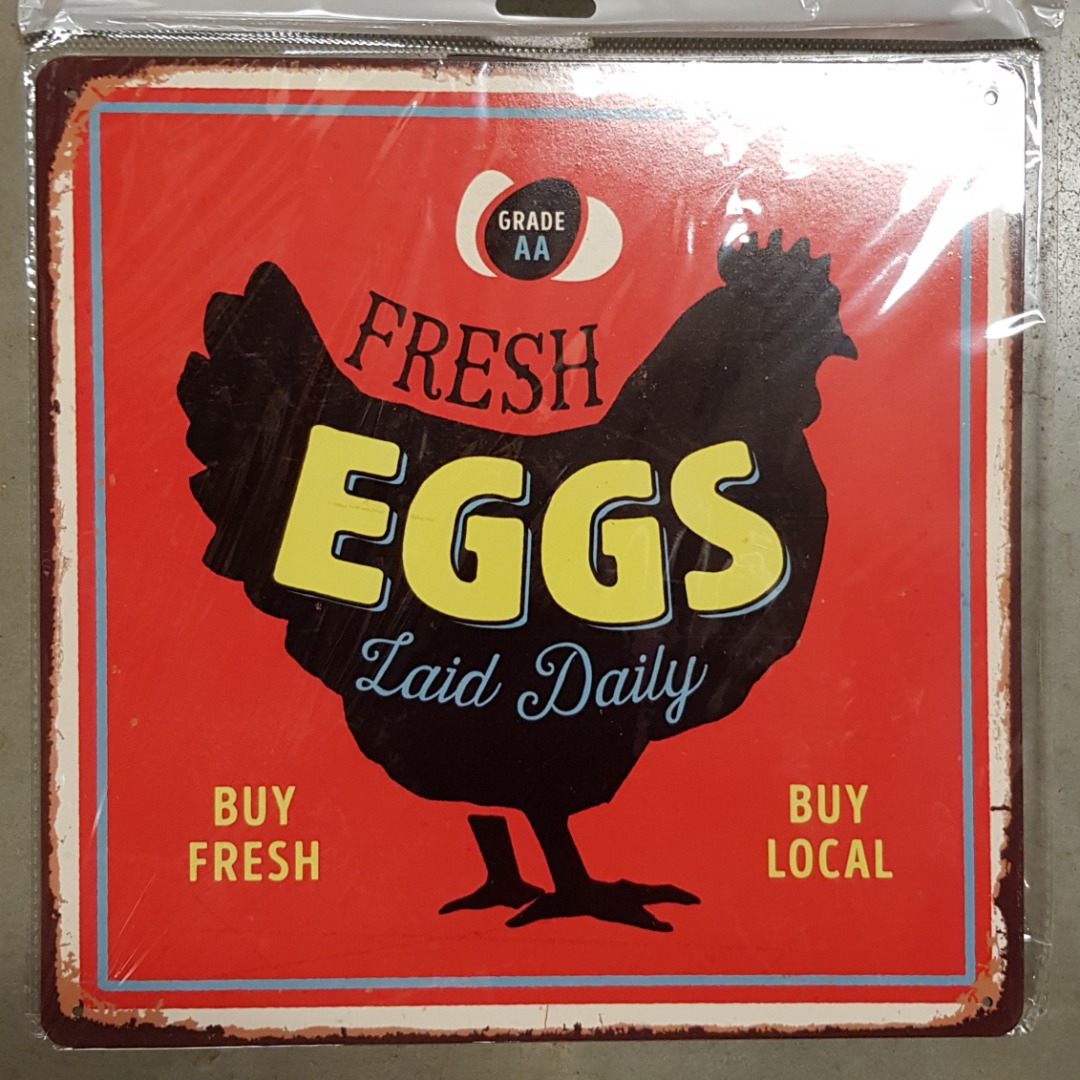 GRADE
AA
FRESH
EGGS
Laid Daily
BUY
FRESH
BUY
LOCAL